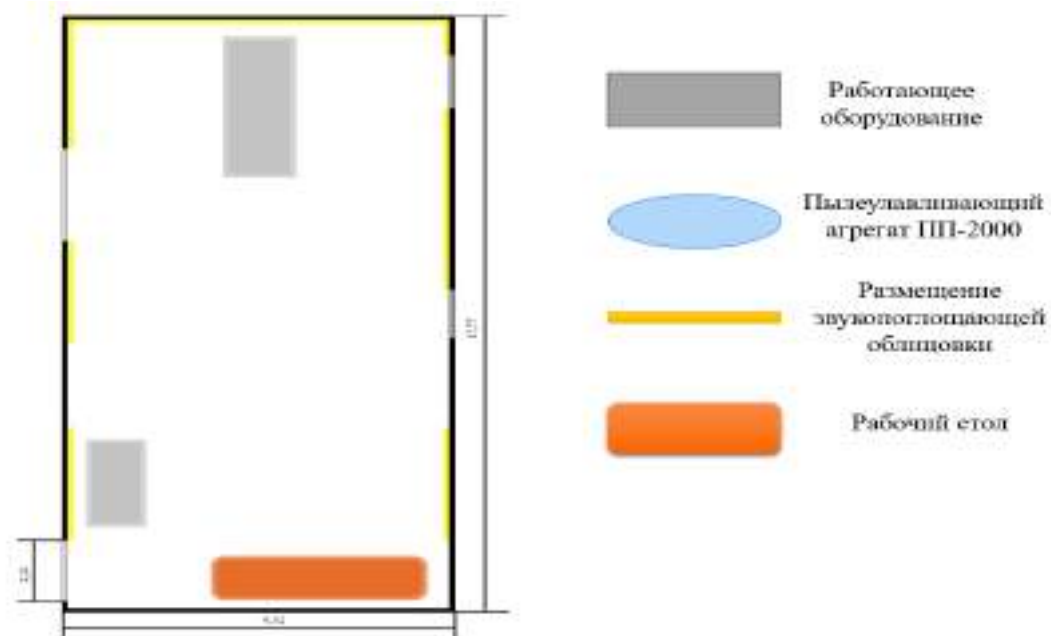 Работающее
оборудование
Пылеулавливающий
агрегат ПП-2000
Размещение
звукопоглощающей
облицовки
Рабочий стол